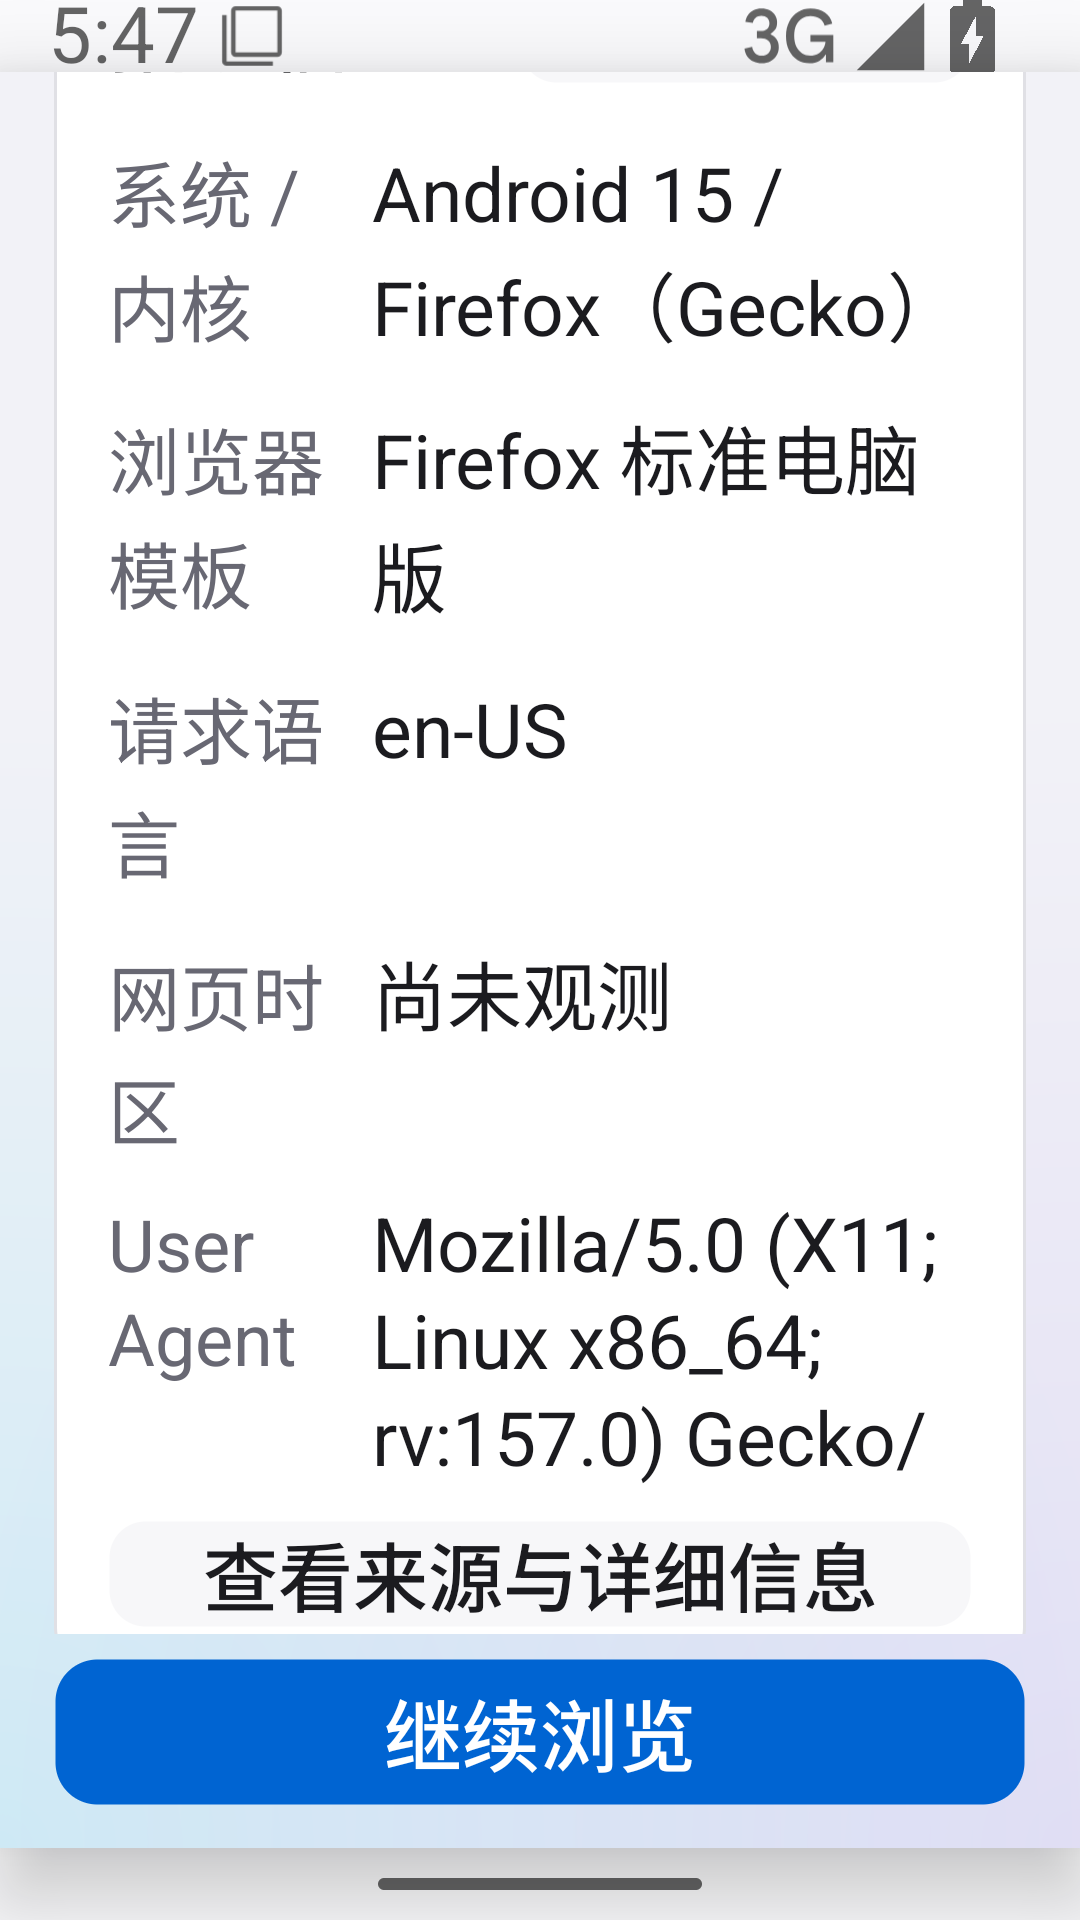 5:47
3G
系统 /
内核
Android 15 /
Firefox（Gecko）
浏览器
模板
Firefox 标准电脑
版
请求语
言
en-US
网页时
区
尚未观测
User
Agent
Mozilla/5.0 (X11;
Linux x86_64;
rv:157.0) Gecko/
查看来源与详细信息
继续浏览